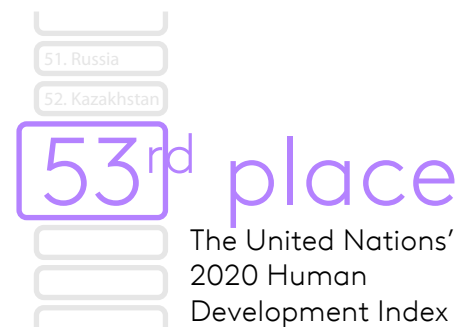 51. Russia
52. Kazakhstan
53rd place
The United Nations’
2020 Human
Development Index